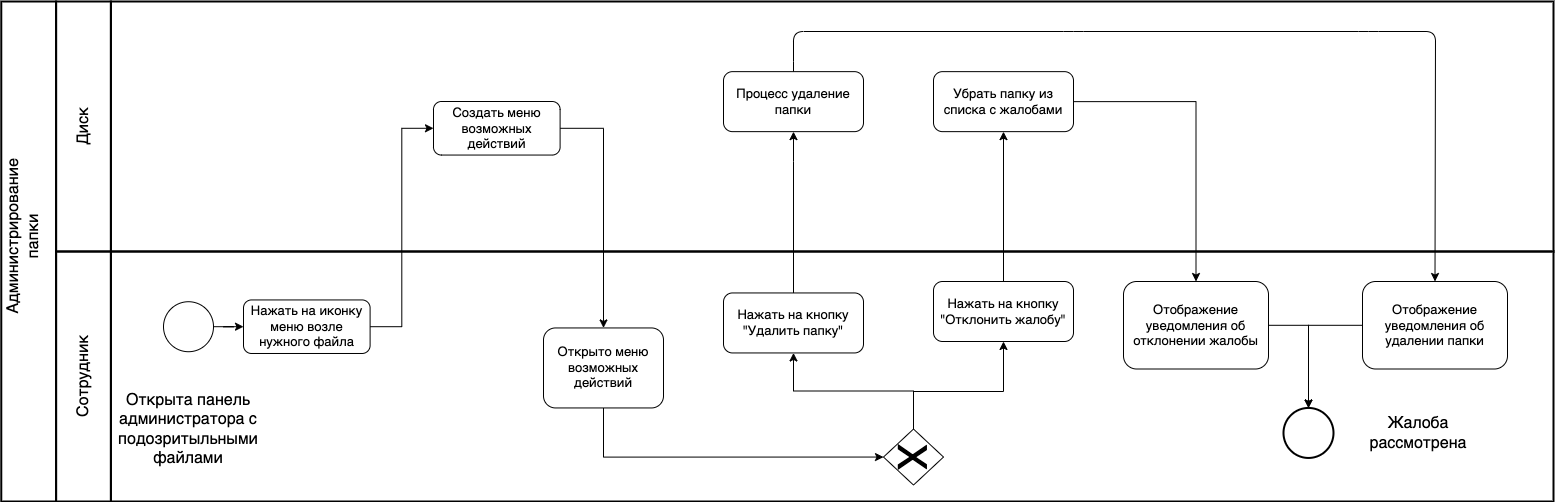 Администрирование
папки
Диск
Сотрудник
Открыта панель
администратора с
подозритыльными
файлами
Нажать на иконку
меню возле
нужного файла
Создать меню
возможных
действий
Открыто меню
возможных
действий
Нажать на кнопку
"Удалить папку"
Процесс удаление
папки
Нажать на кнопку
"Отклонить жалобу"
Убрать папку из
списка с жалобами
Отображение
уведомления об
отклонении жалобы
Отображение
уведомления об
удалении папки
Жалоба
рассмотрена